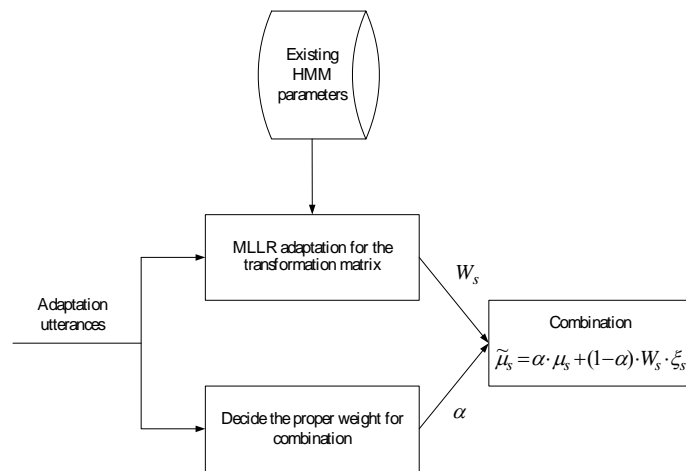 Existing
HMM
parameters
MLLR adaptation for the
transformation matrix
W_s
Adaptation
utterances
Combination
μ̃_s = α · μ_s + (1−α) · W_s · ξ_s
Decide the proper weight for
combination
α